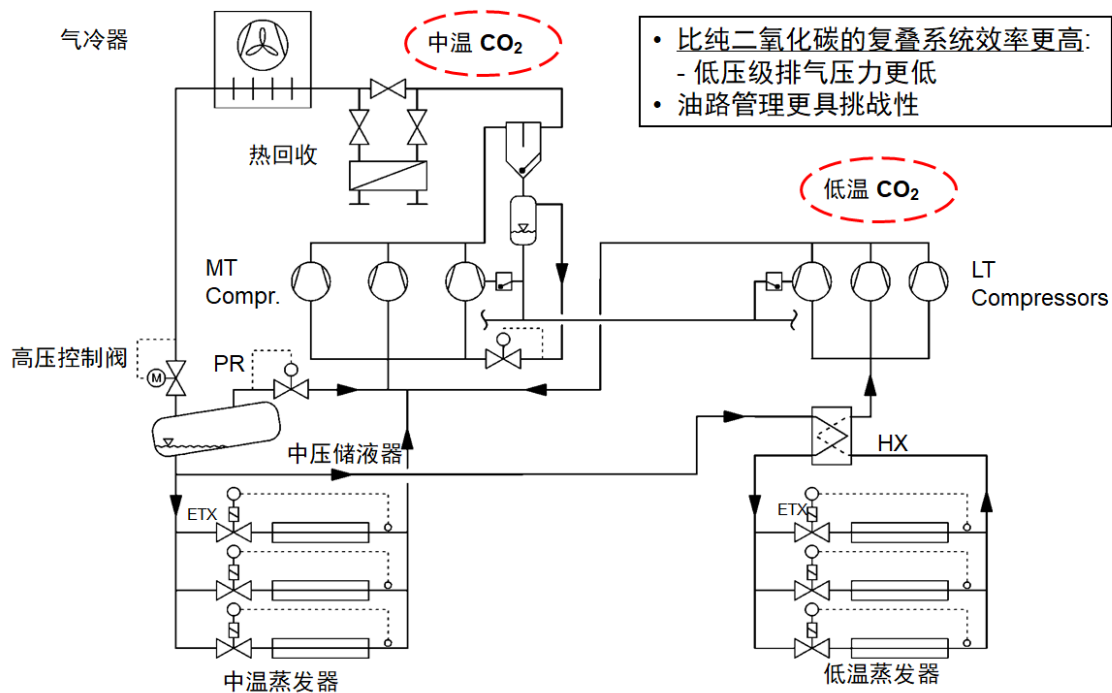 气冷器
中温 CO₂
• 比纯二氧化碳的复叠系统效率更高:
- 低压级排气压力更低
• 油路管理更具挑战性
热回收
低温 CO₂
MT
Compr.
LT
Compressors
高压控制阀
M
PR
中压储液器
HX
ETX
ETX
中温蒸发器
低温蒸发器